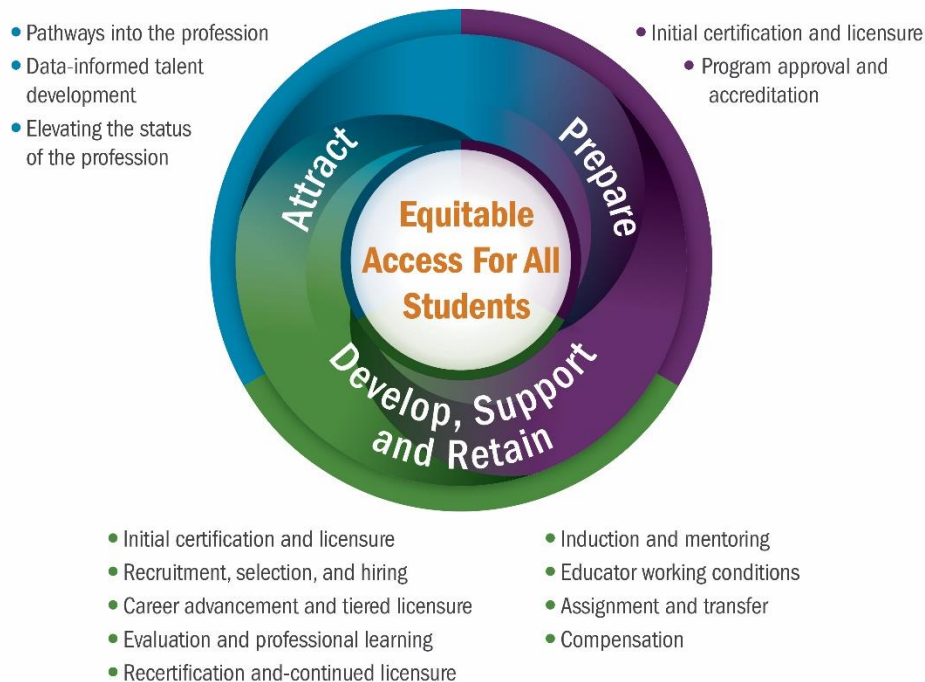 Pathways into the profession
Data-informed talent
development
Elevating the status
of the profession
Initial certification and licensure
Program approval and
accreditation
Attract
Prepare
Equitable
Access For All
Students
Develop, Support
and Retain
Initial certification and licensure
Recruitment, selection, and hiring
Career advancement and tiered licensure
Evaluation and professional learning
Recertification and-continued licensure
Induction and mentoring
Educator working conditions
Assignment and transfer
Compensation